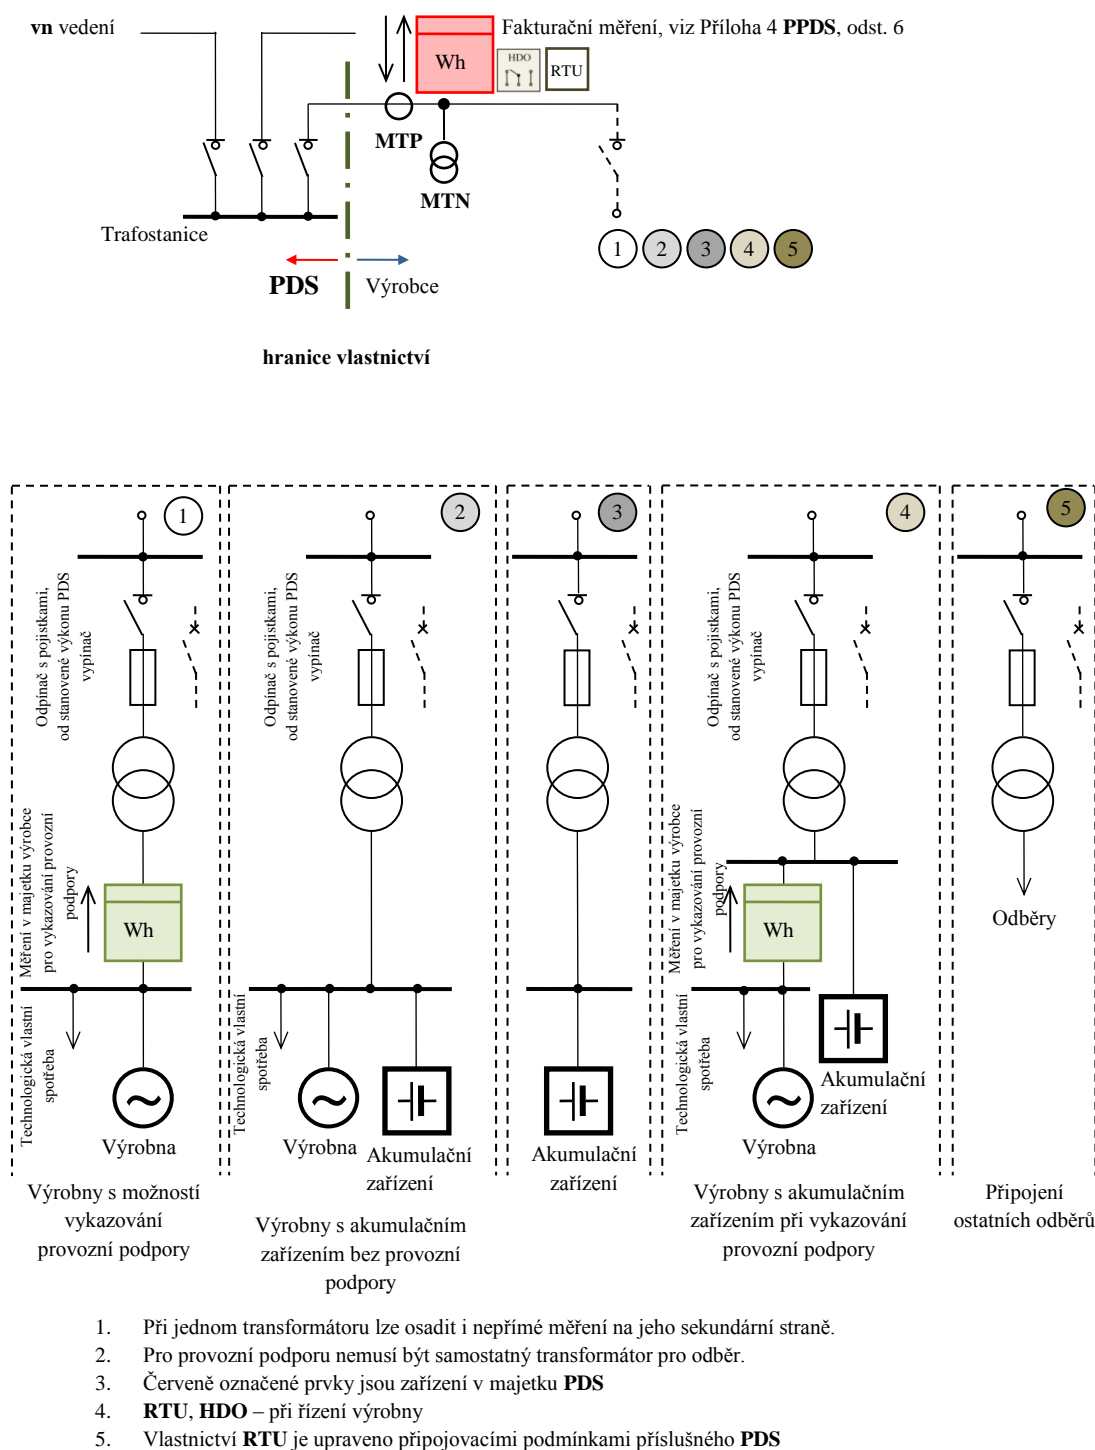 vn vedení
Fakturační měření, viz Příloha 4 PPDS, odst. 6
Wh
HDO
RTU
MTP
MTN
Trafostanice
1 2 3 4 5
PDS
Výrobce
hranice vlastnictví
1
Odpínač s pojistkami,
od stanovené výkonu PDS
vypínač
Měření v majetku výrobce
pro vykazování provozní
podpory
Wh
Technologická vlastní
spotřeba
Výrobna
Výrobny s možností
vykazování
provozní podpory
2
Odpínač s pojistkami,
od stanovené výkonu PDS
vypínač
Technologická vlastní
spotřeba
Výrobna
Akumulační
zařízení
Výrobny s akumulačním
zařízením bez provozní
podpory
3
Akumulační
zařízení
4
Odpínač s pojistkami,
od stanovené výkonu PDS
vypínač
Měření v majetku výrobce
pro vykazování provozní
podpory
Wh
Technologická vlastní
spotřeba
Výrobna
Akumulační
zařízení
Výrobny s akumulačním
zařízením při vykazování
provozní podpory
5
Odběry
Připojení
ostatních odběrů
1. Při jednom transformátoru lze osadit i nepřímé měření na jeho sekundární straně.
2. Pro provozní podporu nemusí být samostatný transformátor pro odběr.
3. Červeně označené prvky jsou zařízení v majetku PDS
4. RTU, HDO – při řízení výrobny
5. Vlastnictví RTU je upraveno připojovacími podmínkami příslušného PDS